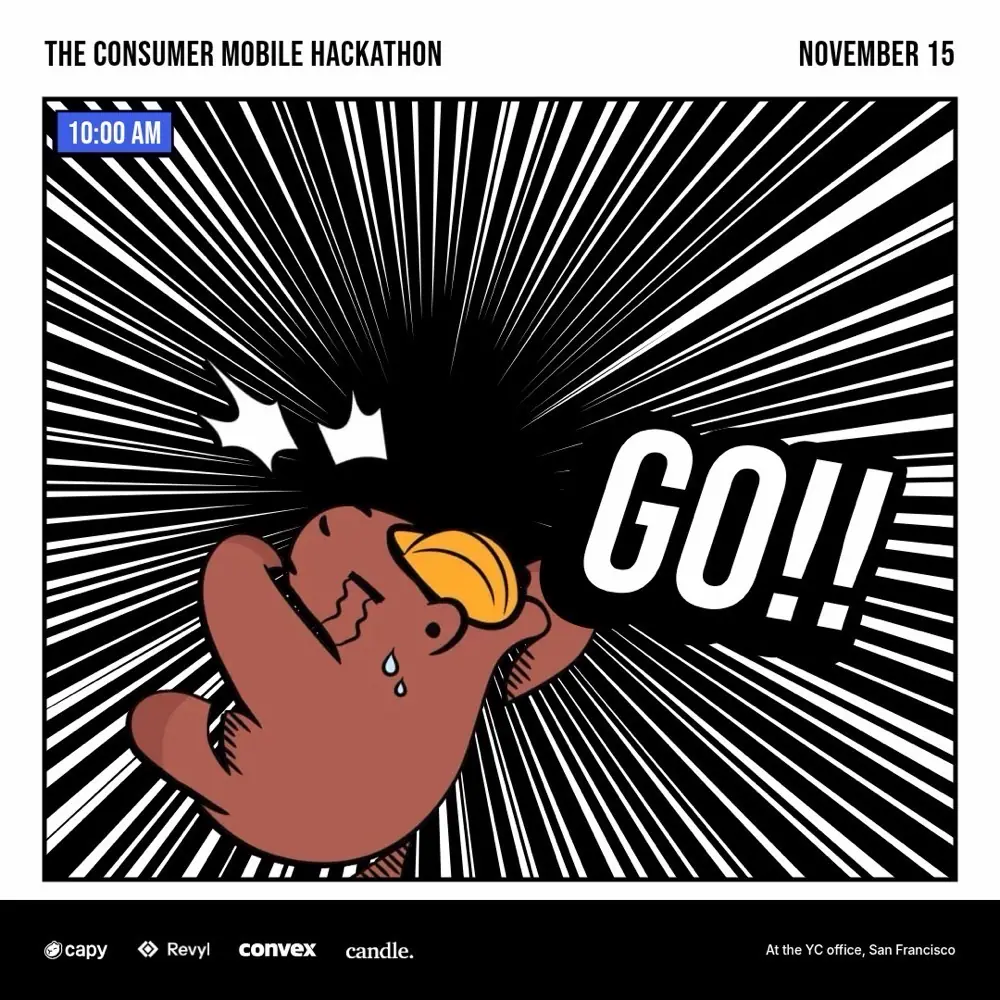 THE CONSUMER MOBILE HACKATHON
NOVEMBER 15
10:00 AM
GO!!
capy
Revyl
convex
candle.
At the YC office, San Francisco